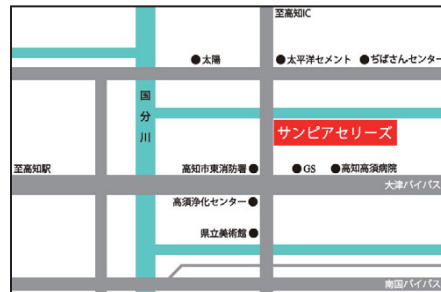 至高知IC
●太陽
●太平洋セメント ●ぢばさんセンター
国分川
サンピアセリーズ
至高知駅
高知市東消防署●
●GS ●高知高須病院
大津バイパス
高須浄化センター●
県立美術館●
南国バイパス